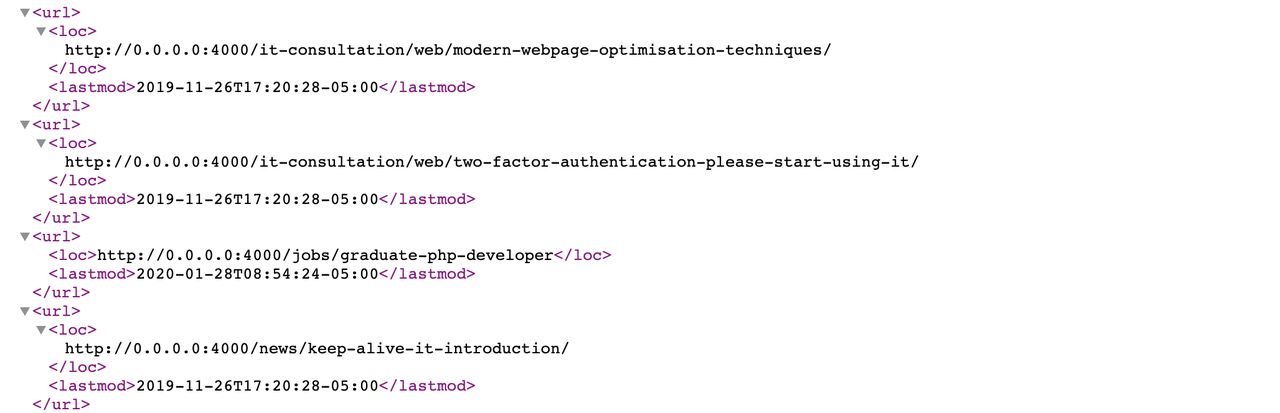 ▼<url>
▼<loc>
http://0.0.0.0:4000/it-consultation/web/modern-webpage-optimisation-techniques/
</loc>
<lastmod>2019-11-26T17:20:28-05:00</lastmod>
</url>
▼<url>
▼<loc>
http://0.0.0.0:4000/it-consultation/web/two-factor-authentication-please-start-using-it/
</loc>
<lastmod>2019-11-26T17:20:28-05:00</lastmod>
</url>
▼<url>
<loc>http://0.0.0.0:4000/jobs/graduate-php-developer</loc>
<lastmod>2020-01-28T08:54:24-05:00</lastmod>
</url>
▼<url>
▼<loc>
http://0.0.0.0:4000/news/keep-alive-it-introduction/
</loc>
<lastmod>2019-11-26T17:20:28-05:00</lastmod>
</url>